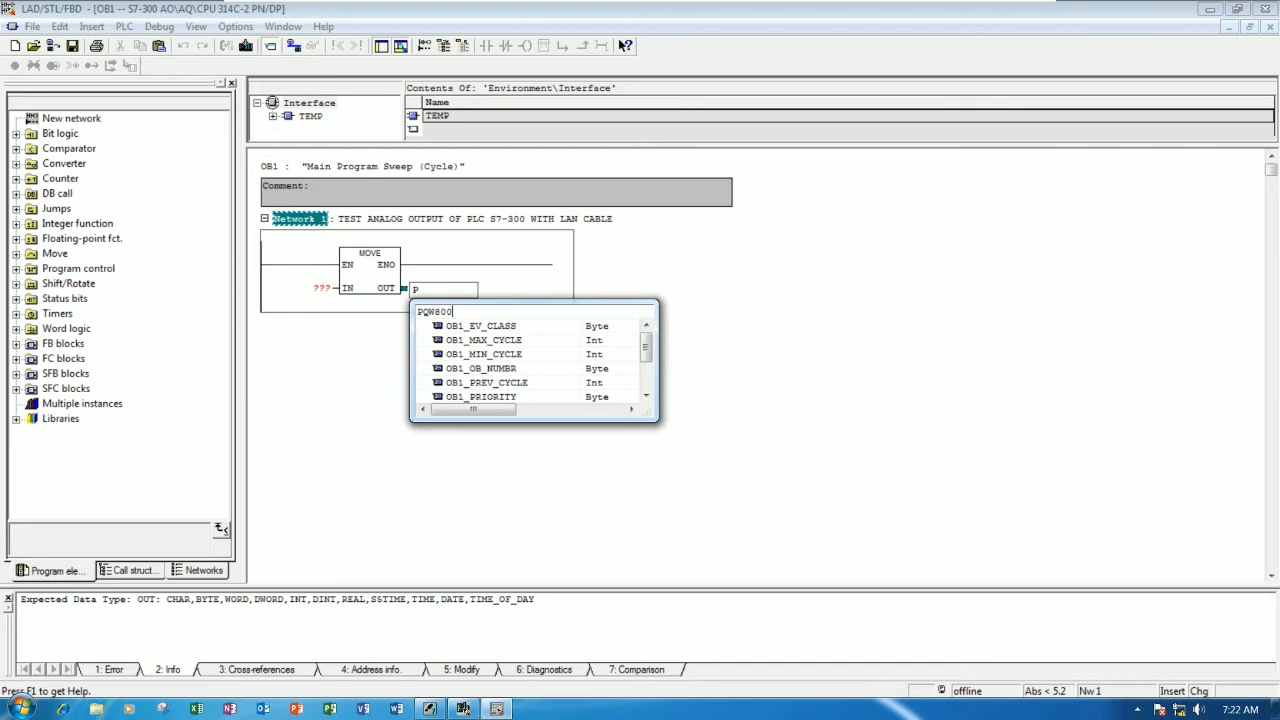 LAD/STL/FBD - [OB1 -- S7-300 AO\AQ\CPU 314C-2 PN/DP]
File Edit Insert PLC Debug View Options Window Help
Contents Of: 'Environment\Interface'
Interface
TEMP
Name
TEMP
New network
Bit logic
Comparator
Converter
Counter
DB call
Jumps
Integer function
Floating-point fct.
Move
Program control
Shift/Rotate
Status bits
Timers
Word logic
FB blocks
FC blocks
SFB blocks
SFC blocks
Multiple instances
Libraries
Program ele... Call struct... Networks
OB1 : "Main Program Sweep (Cycle)"
Comment:
Network 1: TEST ANALOG OUTPUT OF PLC S7-300 WITH LAN CABLE
MOVE
EN ENO
??? IN OUT p
PQW800
OB1_EV_CLASS Byte
OB1_MAX_CYCLE Int
OB1_MIN_CYCLE Int
OB1_OB_NUMBR Byte
OB1_PREV_CYCLE Int
OB1_PRIORITY Byte
Expected Data Type: OUT: CHAR,BYTE,WORD,DWORD,INT,DINT,REAL,S5TIME,TIME,DATE,TIME_OF_DAY
1: Error 2: Info 3: Cross-references 4: Address info. 5: Modify 6: Diagnostics 7: Comparison
Press F1 to get Help. offline Abs < 5.2 Nw 1 Insert Chg
7:22 AM